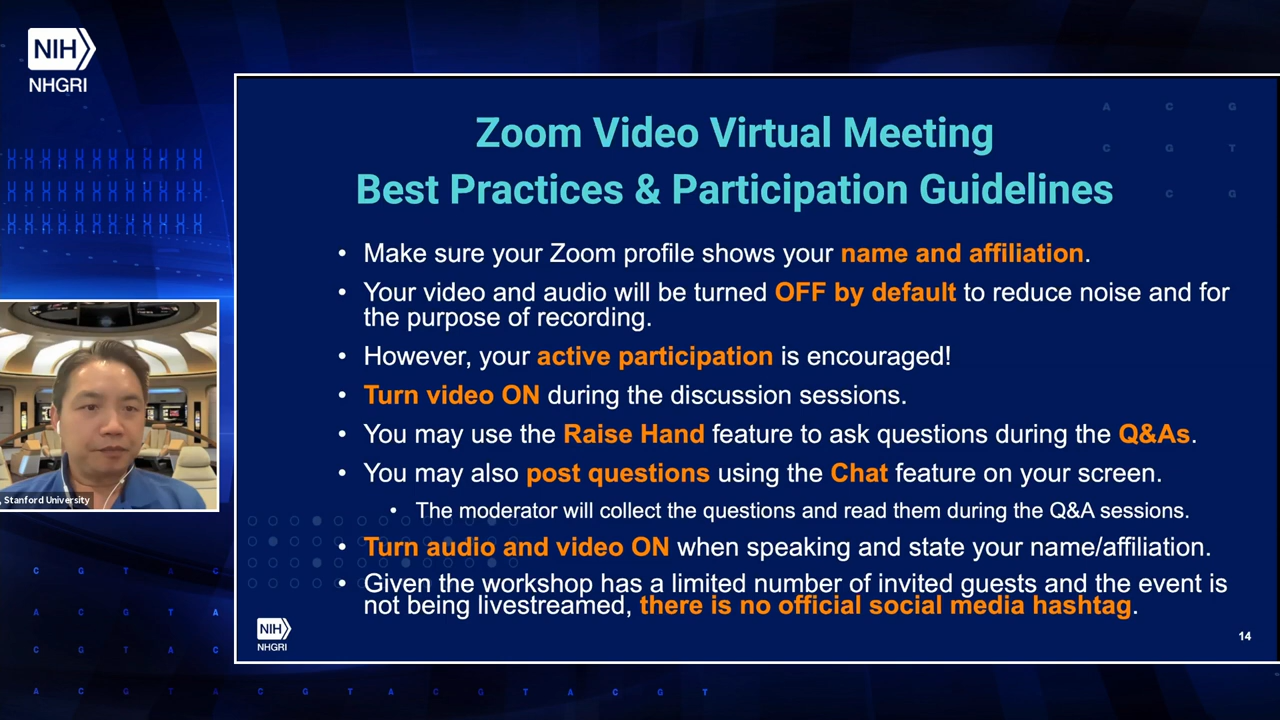 NIH
NHGRI
Zoom Video Virtual Meeting
Best Practices & Participation Guidelines
• Make sure your Zoom profile shows your name and affiliation.
• Your video and audio will be turned OFF by default to reduce noise and for
the purpose of recording.
• However, your active participation is encouraged!
• Turn video ON during the discussion sessions.
• You may use the Raise Hand feature to ask questions during the Q&As.
• You may also post questions using the Chat feature on your screen.
• The moderator will collect the questions and read them during the Q&A sessions.
• Turn audio and video ON when speaking and state your name/affiliation.
• Given the workshop has a limited number of invited guests and the event is
not being livestreamed, there is no official social media hashtag.
NIH
NHGRI
14
A C G
C G T
C G
, Stanford University
C G T A C
A C G T A
C G T A C
A C G T A C G T A C G T